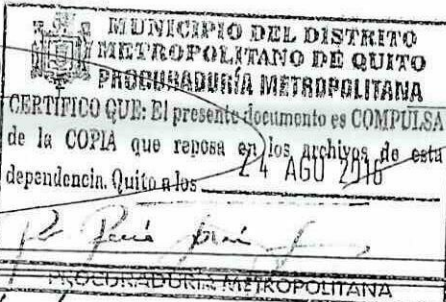 MUNICIPIO DEL DISTRITO
METROPOLITANO DE QUITO
PROCURADURÍA METROPOLITANA
CERTIFICO QUE: El presente documento es COMPULSA
de la COPIA que reposa en los archivos de esta
dependencia. Quito a los 24 AGO 2016
PROCURADURIA METROPOLITANA